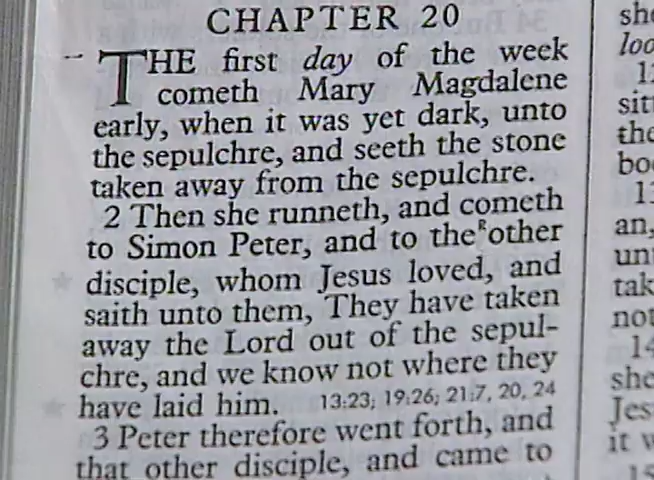 CHAPTER 20
THE first day of the week
cometh Mary Magdalene
early, when it was yet dark, unto
the sepulchre, and seeth the stone
taken away from the sepulchre.
2 Then she runneth, and cometh
to Simon Peter, and to the other
disciple, whom Jesus loved, and
saith unto them, They have taken
away the Lord out of the sepul-
chre, and we know not where they
have laid him. 13:23; 19:26; 21:7, 20, 24
3 Peter therefore went forth, and
that other disciple, and came to